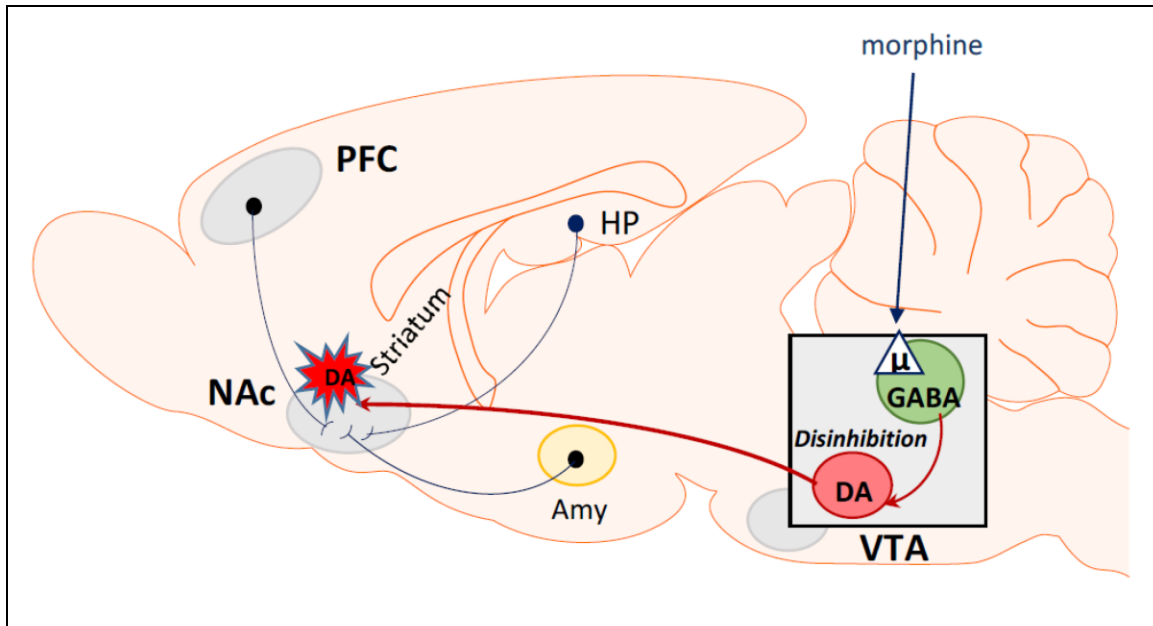 morphine
PFC
HP
Striatum
DA
NAc
μ
GABA
Disinhibition
DA
Amy
VTA